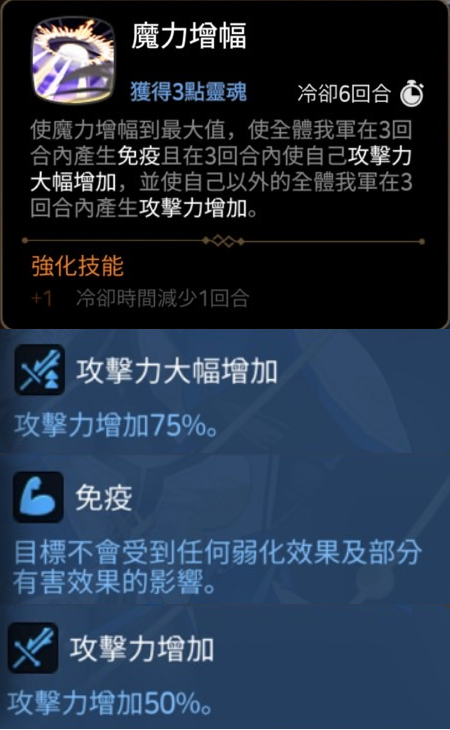 魔力增幅
獲得3點靈魂
冷卻6回合
使魔力增幅到最大值，使全體我軍在3回
合內產生免疫且在3回合內使自己攻擊力
大幅增加，並使自己以外的全體我軍在3
回合內產生攻擊力增加。
強化技能
+1 冷卻時間減少1回合
攻擊力大幅增加
攻擊力增加75%。
免疫
目標不會受到任何弱化效果及部分
有害效果的影響。
攻擊力增加
攻擊力增加50%。